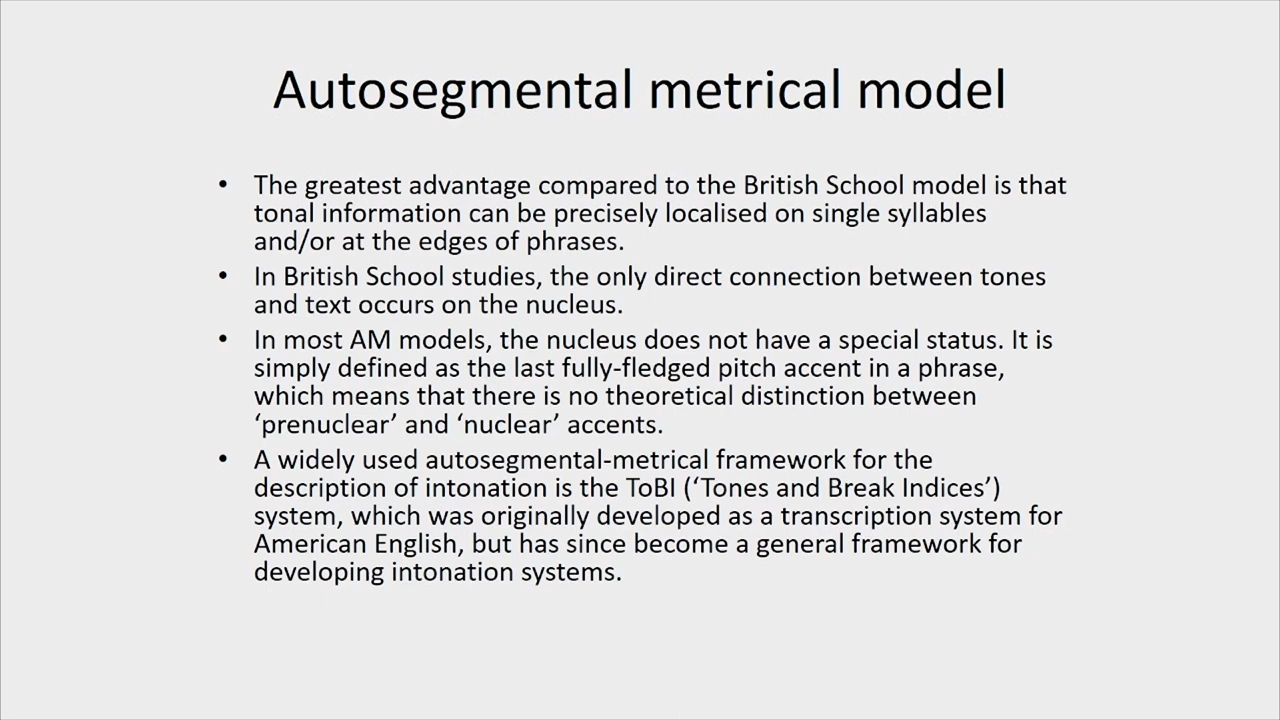 Autosegmental metrical model
• The greatest advantage compared to the British School model is that
tonal information can be precisely localised on single syllables
and/or at the edges of phrases.
• In British School studies, the only direct connection between tones
and text occurs on the nucleus.
• In most AM models, the nucleus does not have a special status. It is
simply defined as the last fully-fledged pitch accent in a phrase,
which means that there is no theoretical distinction between
‘prenuclear’ and ‘nuclear’ accents.
• A widely used autosegmental-metrical framework for the
description of intonation is the ToBI (‘Tones and Break Indices’)
system, which was originally developed as a transcription system for
American English, but has since become a general framework for
developing intonation systems.